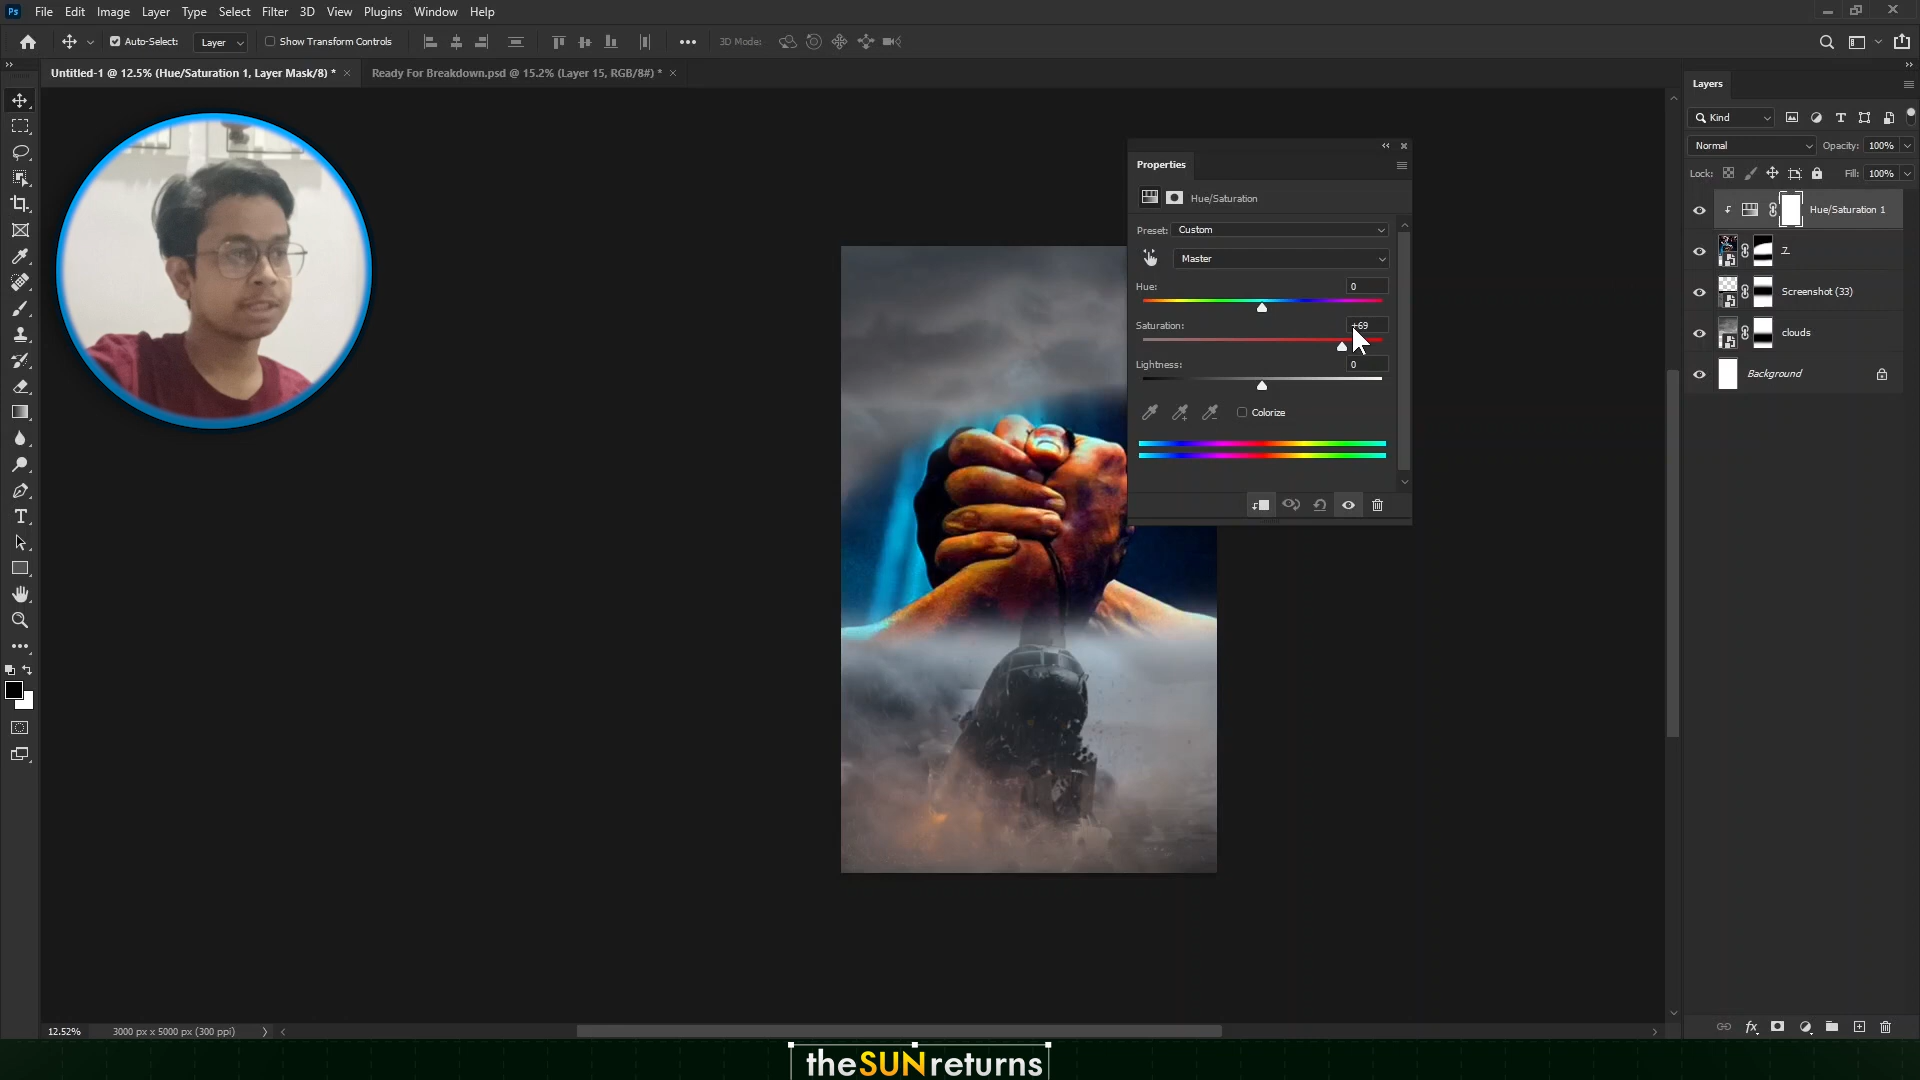 Ps File Edit Image Layer Type Select Filter 3D View Plugins Window Help
Auto-Select: Layer Show Transform Controls 3D Mode:
Untitled-1 @ 12.5% (Hue/Saturation 1, Layer Mask/8) * × Ready For Breakdown.psd @ 15.2% (Layer 15, RGB/8#) * ×
Layers
Kind
Normal Opacity: 100%
Lock: Fill: 100%
Hue/Saturation 1
7
Screenshot (33)
clouds
Background
Properties
Hue/Saturation
Preset: Custom
Master
Hue: 0
Saturation: +69
Lightness: 0
Colorize
12.52% 3000 px x 5000 px (300 ppi)
theSUNreturns